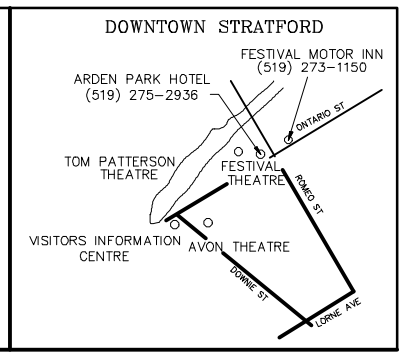 DOWNTOWN STRATFORD
FESTIVAL MOTOR INN
(519) 273-1150
ARDEN PARK HOTEL
(519) 275-2936
ONTARIO ST
TOM PATTERSON
THEATRE
FESTIVAL
THEATRE
ROMEO ST
VISITORS INFORMATION
CENTRE
AVON THEATRE
DOWNIE ST
LORNE AVE